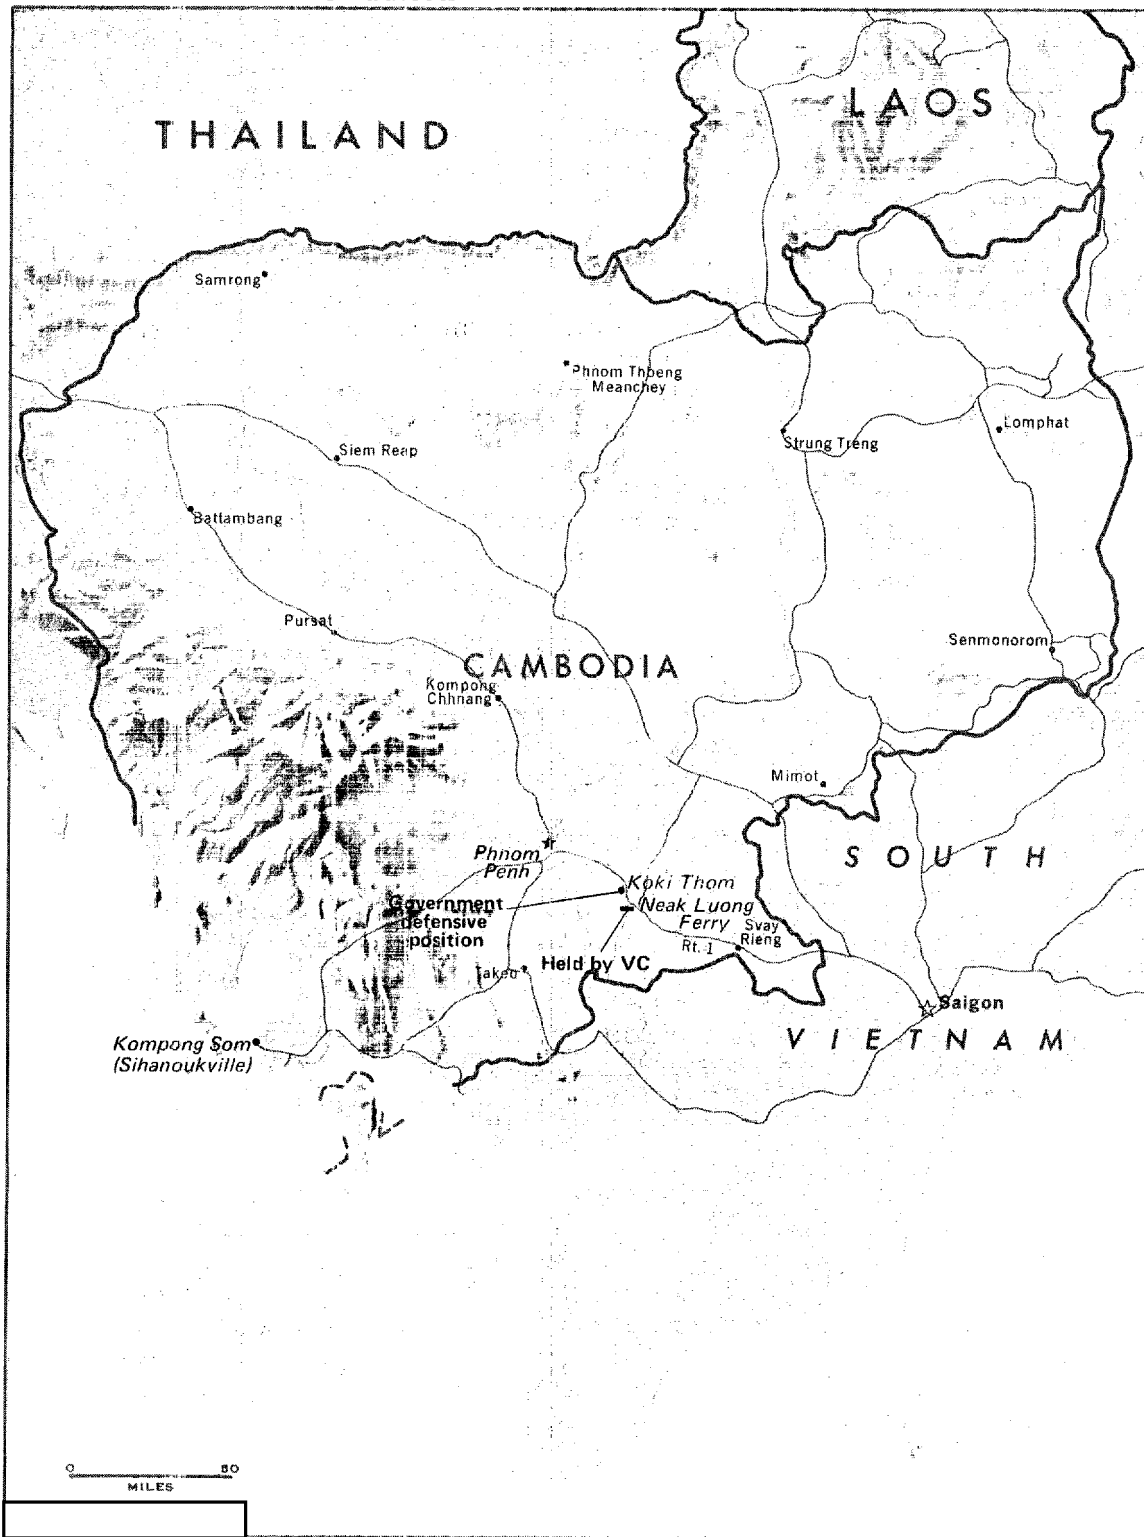 THAILAND
LAOS
Samrong
Phnom Thbeng
Meanchey
Siem Reap
Strung Treng
Lomphat
Battambang
Pursat
Senmonorom
CAMBODIA
Kompong
Chhnang
Mimot
Phnom
Penh
SOUTH
Koki Thom
Government
defensive
position
Neak Luong
Ferry
Svay
Rieng
Rt. 1
Takeo
Held by VC
Saigon
Kompong Som
(Sihanoukville)
VIETNAM
0
MILES